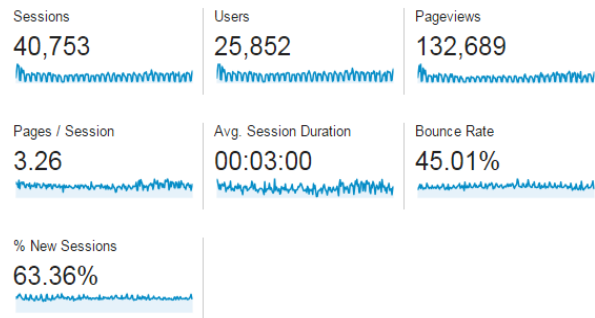 Sessions
40,753
Users
25,852
Pageviews
132,689
Pages / Session
3.26
Avg. Session Duration
00:03:00
Bounce Rate
45.01%
% New Sessions
63.36%